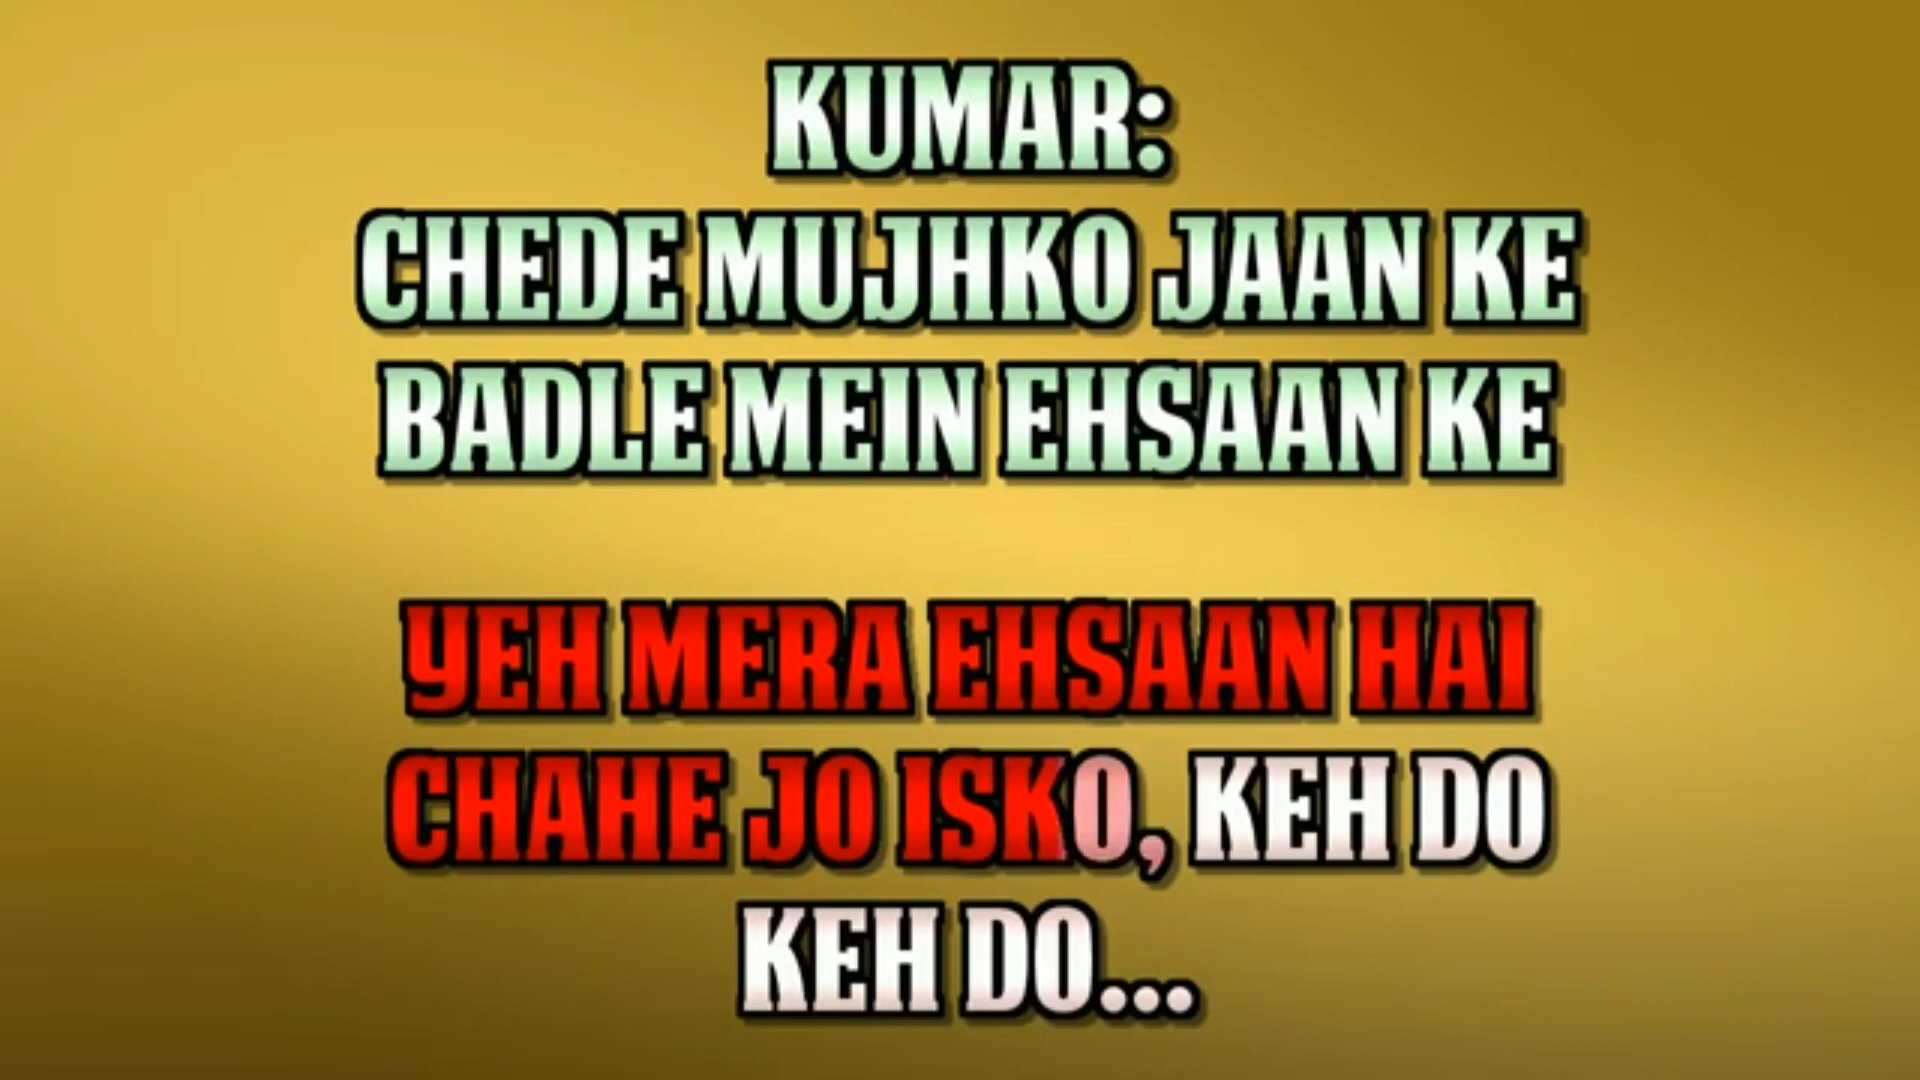 KUMAR:
CHEDE MUJHKO JAAN KE
BADLE MEIN EHSAAN KE
YEH MERA EHSAAN HAI
CHAHE JO ISKO, KEH DO
KEH DO...